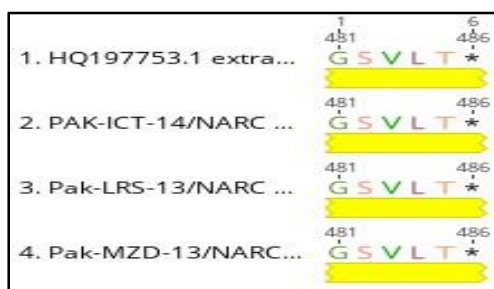 1 6
481 486
1. HQ197753.1 extra... G S V L T *
481 486
2. PAK-ICT-14/NARC ... G S V L T *
481 486
3. Pak-LRS-13/NARC ... G S V L T *
481 486
4. Pak-MZD-13/NARC... G S V L T *